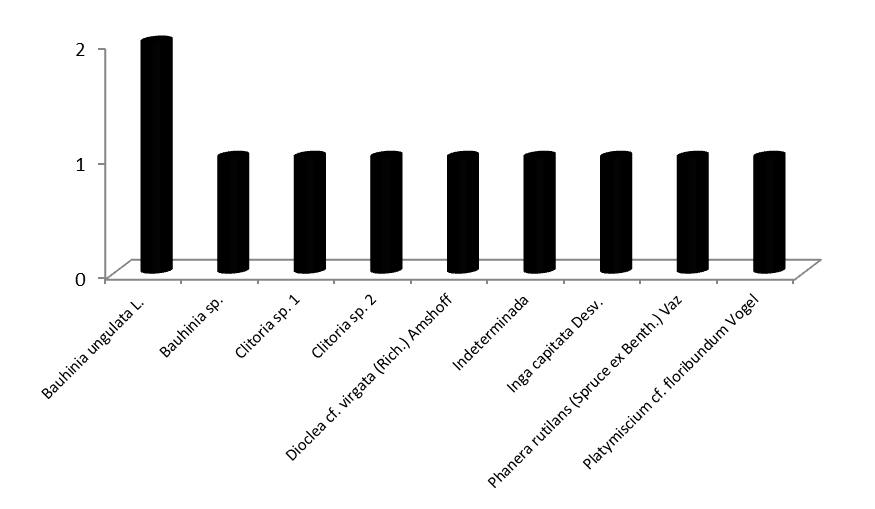 2
1
0
Bauhinia ungulata L.
Bauhinia sp.
Clitoria sp. 1
Clitoria sp. 2
Dioclea cf. virgata (Rich.) Amshoff
Indeterminada
Inga capitata Desv.
Phanera rutilans (Spruce ex Benth.) Vaz
Platymiscium cf. floribundum Vogel